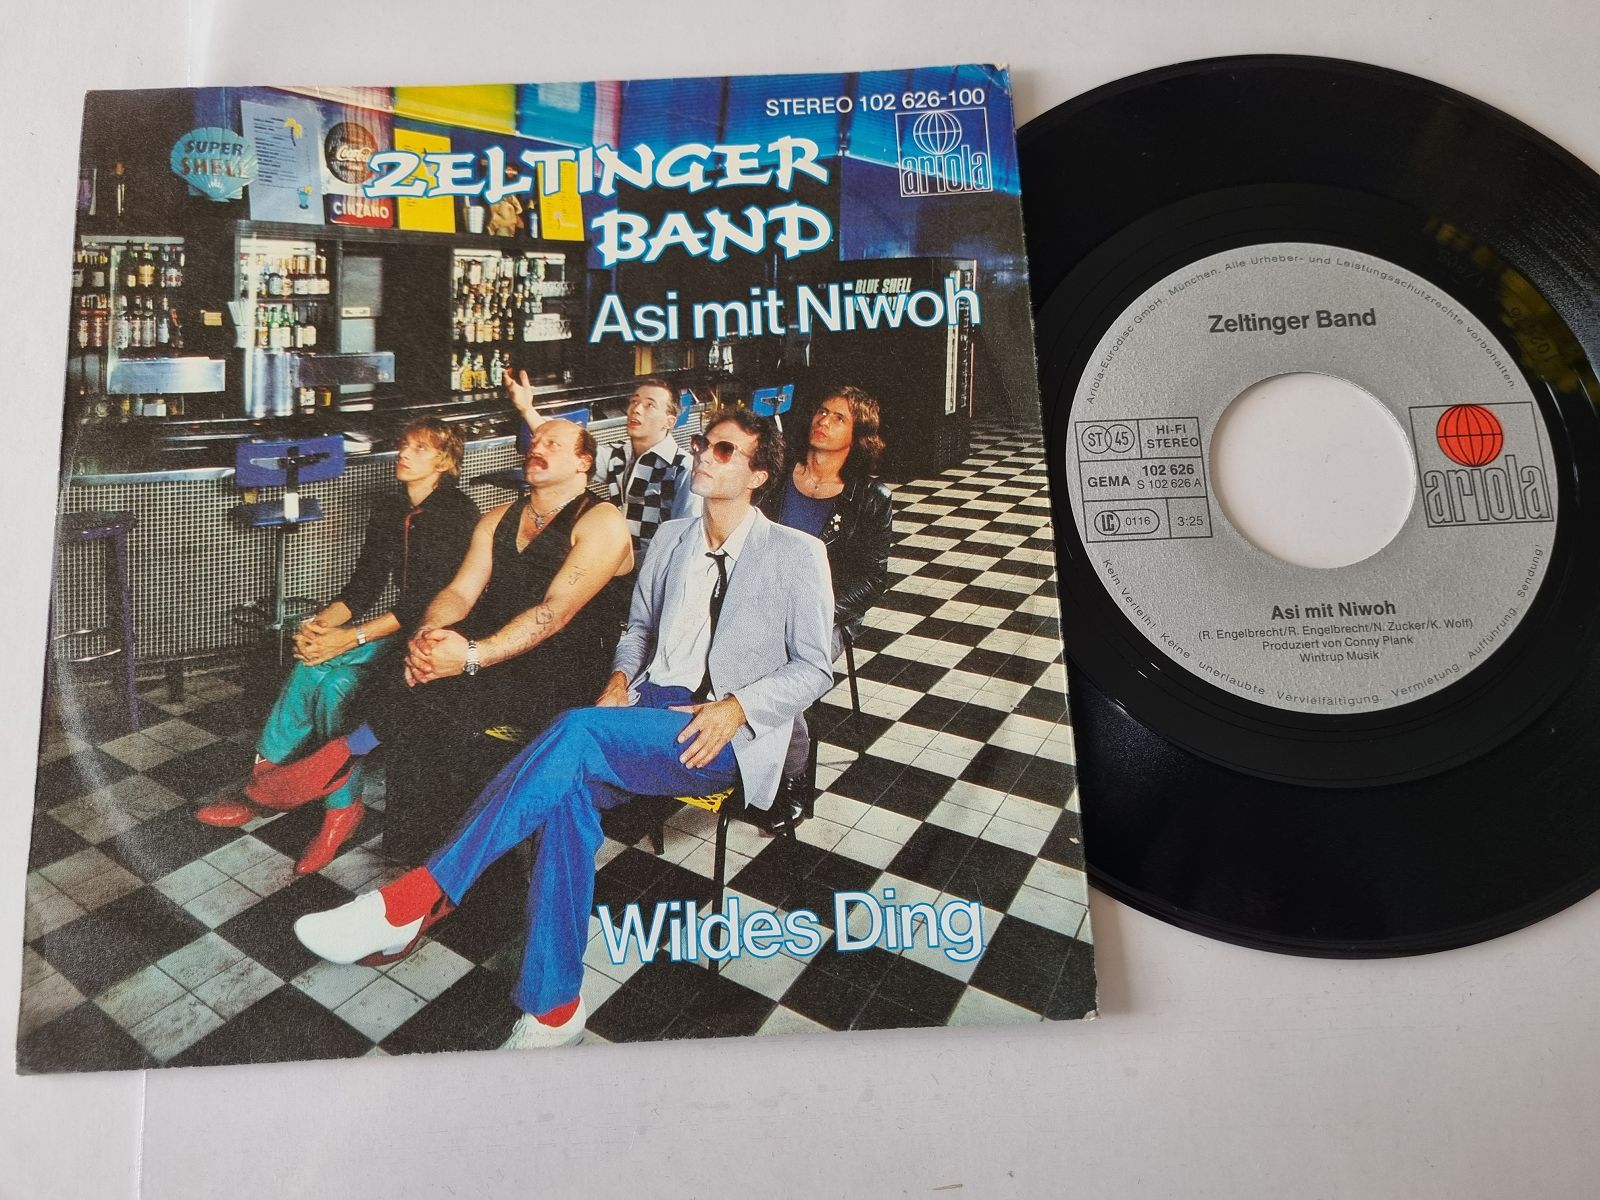 STEREO 102 626-100
ariola
SUPER
SHELL
Coca-Cola
CINZANO
ZELTINGER
BAND
BLUE SHELL
Asi mit Niwoh
Wildes Ding
Ariola-Eurodisc GmbH, München. Alle Urheber- und Leistungsschutzrechte vorbehalten.
Zeltinger Band
ST 45
HI-FI
STEREO
GEMA
102 626
S 102 626 A
LC 0116
3:25
ariola
Asi mit Niwoh
(R. Engelbrecht/R. Engelbrecht/N. Zucker/K. Wolf)
Produziert von Conny Plank
Wintrup Musik
Kein Verleih! Keine unerlaubte Vervielfältigung, Vermietung, Aufführung, Sendung!